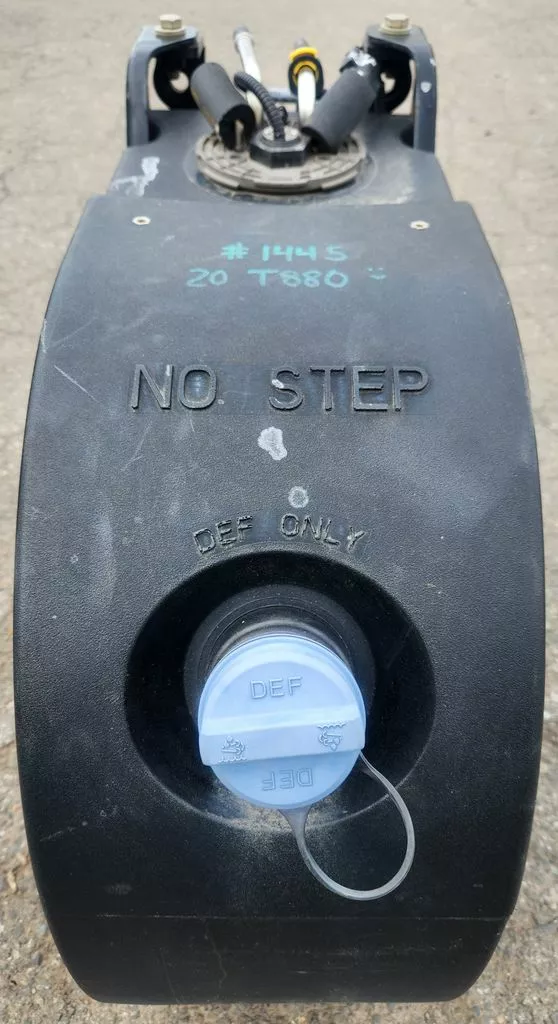 #1445
20 T880
NO STEP
DEF ONLY
DEF
DEF